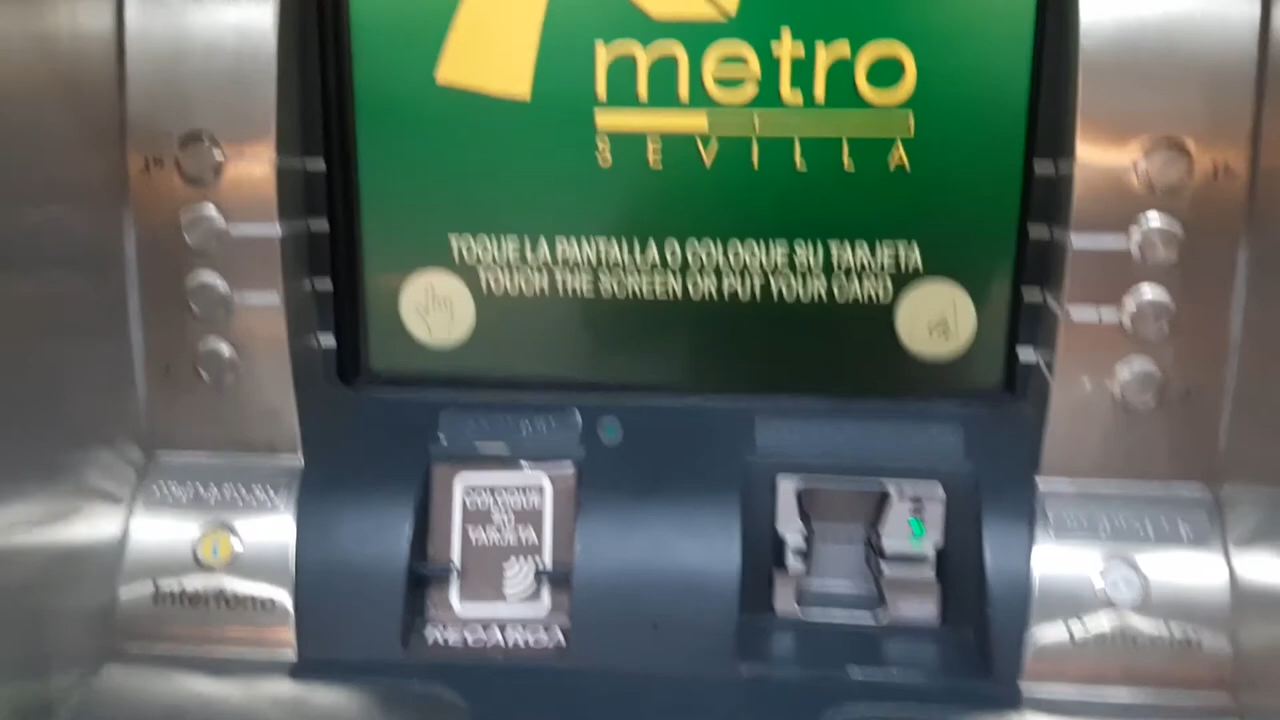 metro
SEVILLA
TOQUE LA PANTALLA O COLOQUE SU TARJETA
TOUCH THE SCREEN OR PUT YOUR CARD
COLOQUE
SU
TARJETA
RECARGA
Interfono